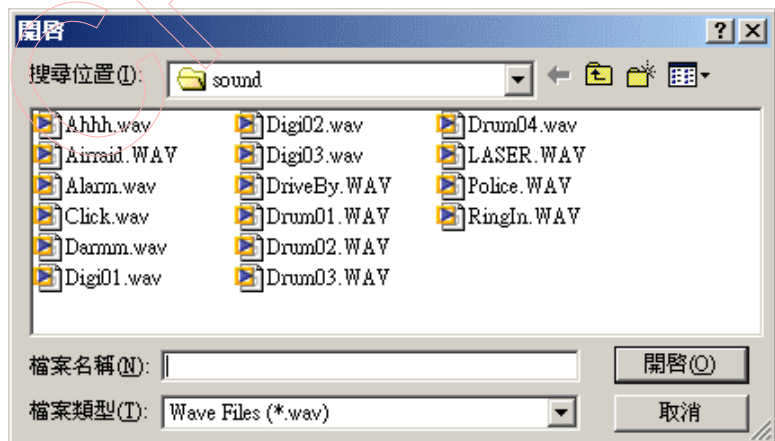 開啓
搜尋位置(I): sound
Ahhh.wav Digi02.wav Drum04.wav
Airraid.WAV Digi03.wav LASER.WAV
Alarm.wav DriveBy.WAV Police.WAV
Click.wav Drum01.WAV RingIn.WAV
Dammm.wav Drum02.WAV
Digi01.wav Drum03.WAV
檔案名稱(N): 開啓(O)
檔案類型(T): Wave Files (*.wav) 取消